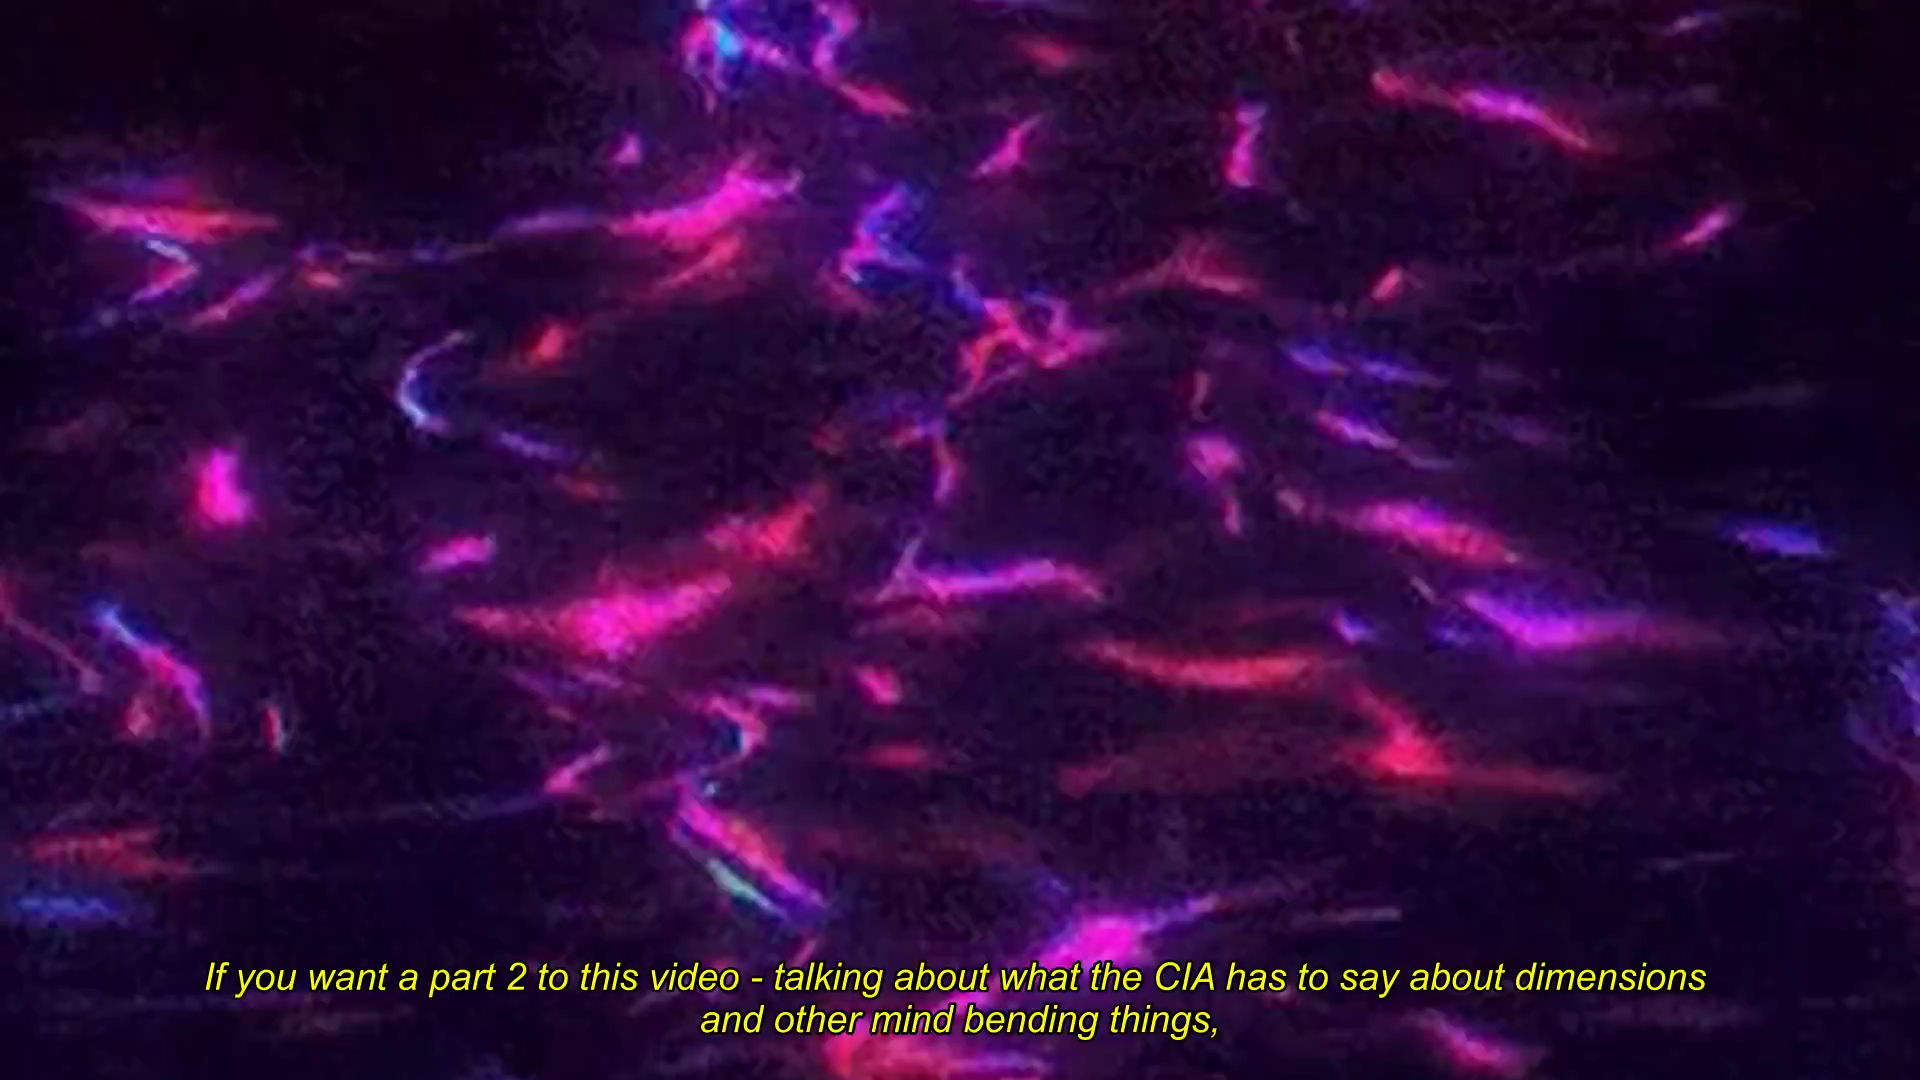 If you want a part 2 to this video - talking about what the CIA has to say about dimensions
and other mind bending things,